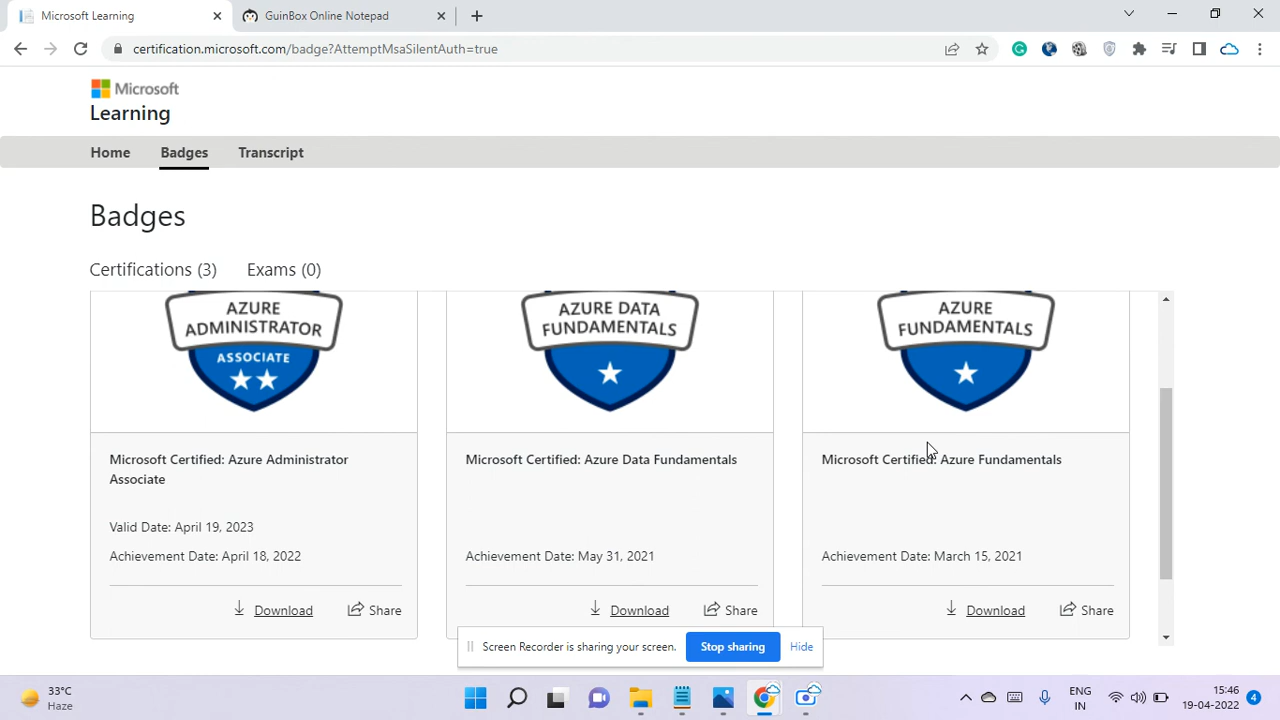 Microsoft Learning
GuinBox Online Notepad
certification.microsoft.com/badge?AttemptMsaSilentAuth=true
Microsoft
Learning
Home Badges Transcript
Badges
Certifications (3) Exams (0)
AZURE ADMINISTRATOR
ASSOCIATE
AZURE DATA FUNDAMENTALS
AZURE FUNDAMENTALS
Microsoft Certified: Azure Administrator
Associate
Valid Date: April 19, 2023
Achievement Date: April 18, 2022
Download Share
Microsoft Certified: Azure Data Fundamentals
Achievement Date: May 31, 2021
Download Share
Microsoft Certified: Azure Fundamentals
Achievement Date: March 15, 2021
Download Share
Screen Recorder is sharing your screen. Stop sharing Hide
33°C
Haze
ENG
IN
15:46
19-04-2022
4